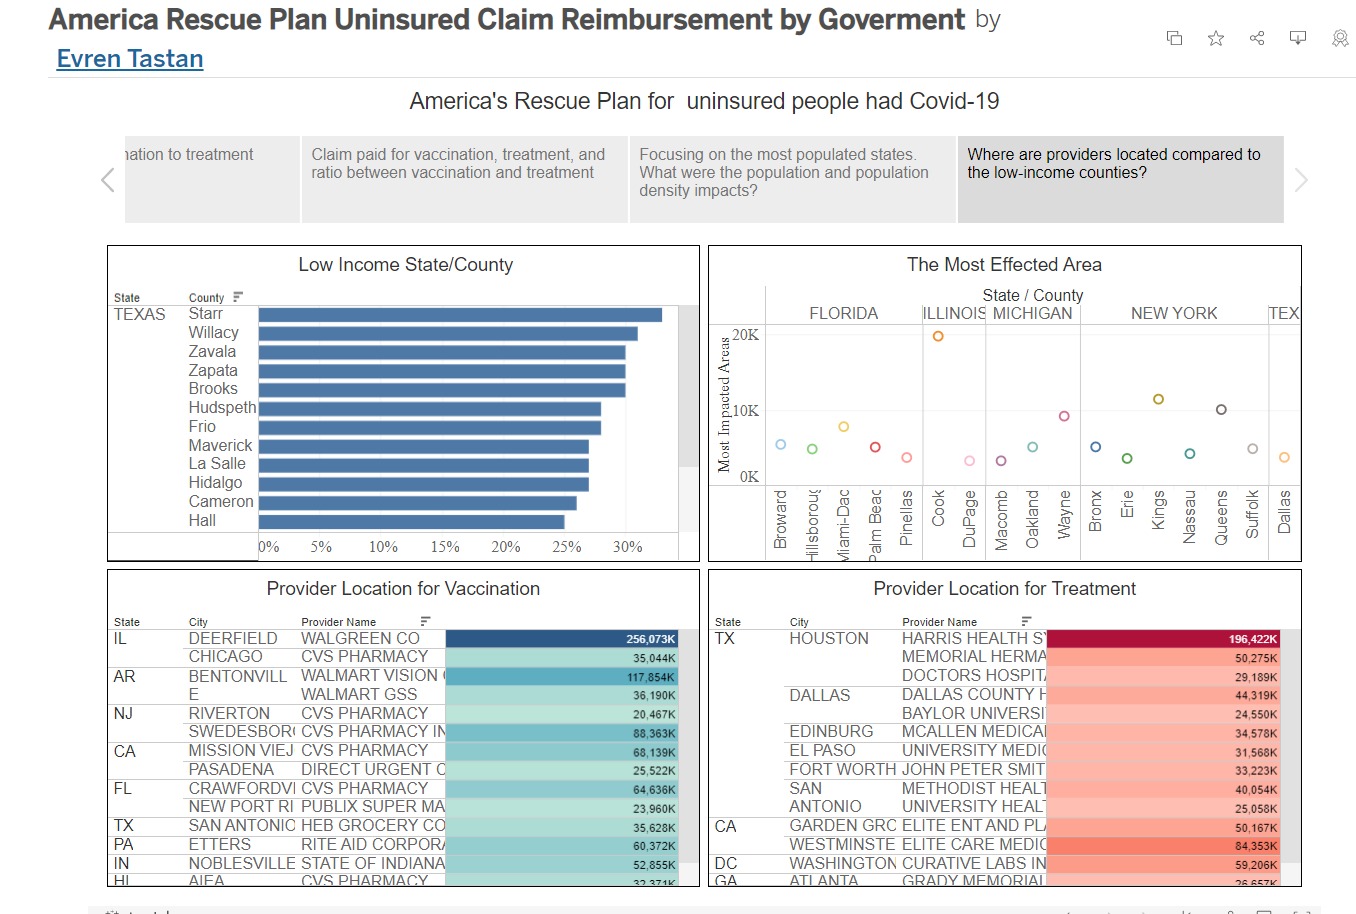 America Rescue Plan Uninsured Claim Reimbursement by Goverment by
Evren Tastan
America's Rescue Plan for uninsured people had Covid-19
nation to treatment
Claim paid for vaccination, treatment, and
ratio between vaccination and treatment
Focusing on the most populated states.
What were the population and population
density impacts?
Where are providers located compared to
the low-income counties?
Low Income State/County
State County
TEXAS Starr
Willacy
Zavala
Zapata
Brooks
Hudspeth
Frio
Maverick
La Salle
Hidalgo
Cameron
Hall
0% 5% 10% 15% 20% 25% 30%
The Most Effected Area
State / County
FLORIDA ILLINOIS MICHIGAN NEW YORK TEX
Most Impacted Areas
20K
10K
0K
Broward
Hillsboroug
Miami-Dac
Palm Beac
Pinellas
Cook
DuPage
Macomb
Oakland
Wayne
Bronx
Erie
Kings
Nassau
Queens
Suffolk
Dallas
Provider Location for Vaccination
State City Provider Name
IL DEERFIELD WALGREEN CO 256,073K
CHICAGO CVS PHARMACY 35,044K
AR BENTONVILL WALMART VISION 117,854K
E WALMART GSS 36,190K
NJ RIVERTON CVS PHARMACY 20,467K
SWEDESBOR CVS PHARMACY IN 88,363K
CA MISSION VIEJ CVS PHARMACY 68,139K
PASADENA DIRECT URGENT C 25,522K
FL CRAWFORDVI CVS PHARMACY 64,636K
NEW PORT RI PUBLIX SUPER MA 23,960K
TX SAN ANTONIO HEB GROCERY CO 35,628K
PA ETTERS RITE AID CORPORA 60,372K
IN NOBLESVILLE STATE OF INDIANA 52,855K
HI AIEA CVS PHARMACY 32,371K
Provider Location for Treatment
State City Provider Name
TX HOUSTON HARRIS HEALTH SY 196,422K
MEMORIAL HERMA 50,275K
DOCTORS HOSPITA 29,189K
DALLAS DALLAS COUNTY H 44,319K
BAYLOR UNIVERSI 24,550K
EDINBURG MCALLEN MEDICAL 34,578K
EL PASO UNIVERSITY MEDIC 31,568K
FORT WORTH JOHN PETER SMIT 33,223K
SAN METHODIST HEALT 40,054K
ANTONIO UNIVERSITY HEALT 25,058K
CA GARDEN GRC ELITE ENT AND PLA 50,167K
WESTMINSTE ELITE CARE MEDIC 84,353K
DC WASHINGTON CURATIVE LABS IN 59,206K
GA ATLANTA GRADY MEMORIAL 26,657K